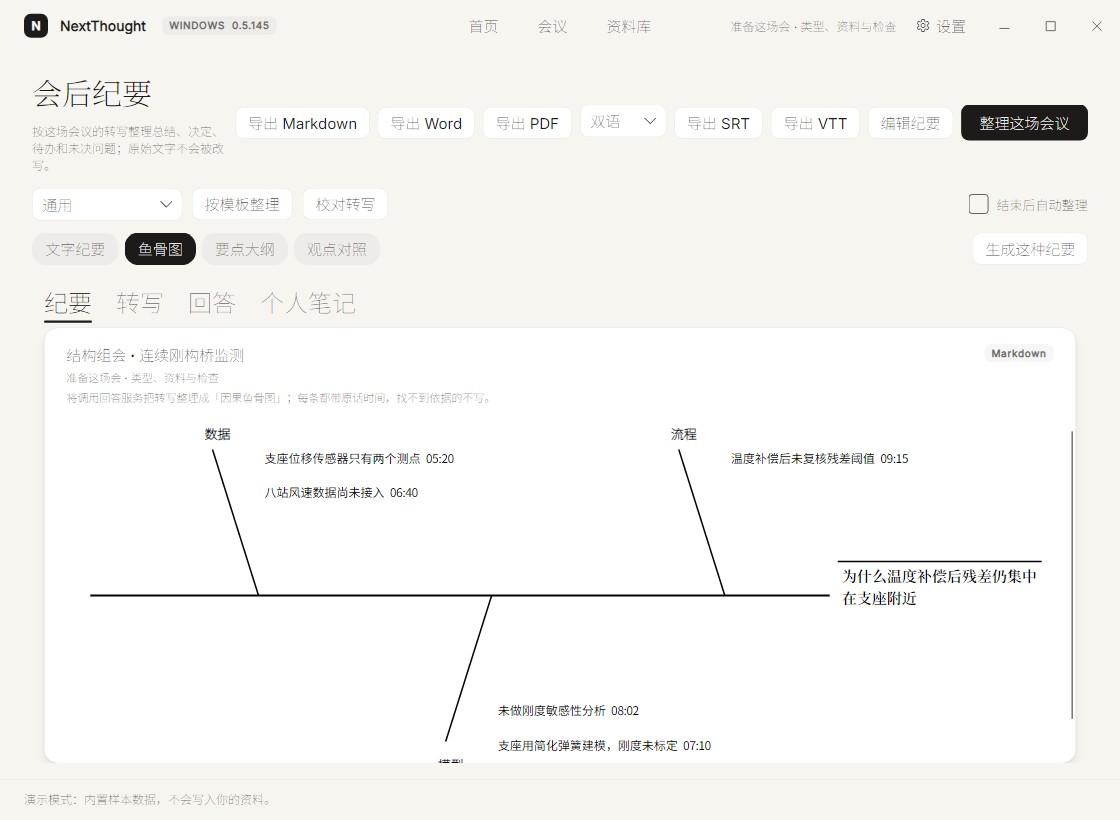 N NextThought WINDOWS 0.5.145 首页 会议 资料库 准备这场会·类型、资料与检查 设置
会后纪要
按这场会议的转写整理总结、决定、
待办和未决问题；原始文字不会被改
写。
导出 Markdown 导出 Word 导出 PDF 双语 导出 SRT 导出 VTT 编辑纪要 整理这场会议
通用 按模板整理 校对转写 结束后自动整理
文字纪要 鱼骨图 要点大纲 观点对照 生成这种纪要
纪要 转写 回答 个人笔记
结构组会·连续刚构桥监测 Markdown
准备这场会·类型、资料与检查
将调用回答服务把转写整理成「因果鱼骨图」；每条都带原话时间，找不到依据的不写。
数据 流程
支座位移传感器只有两个测点 05:20 温度补偿后未复核残差阈值 09:15
八站风速数据尚未接入 06:40
为什么温度补偿后残差仍集中
在支座附近
未做刚度敏感性分析 08:02
支座用简化弹簧建模，刚度未标定 07:10
演示模式：内置样本数据，不会写入你的资料。